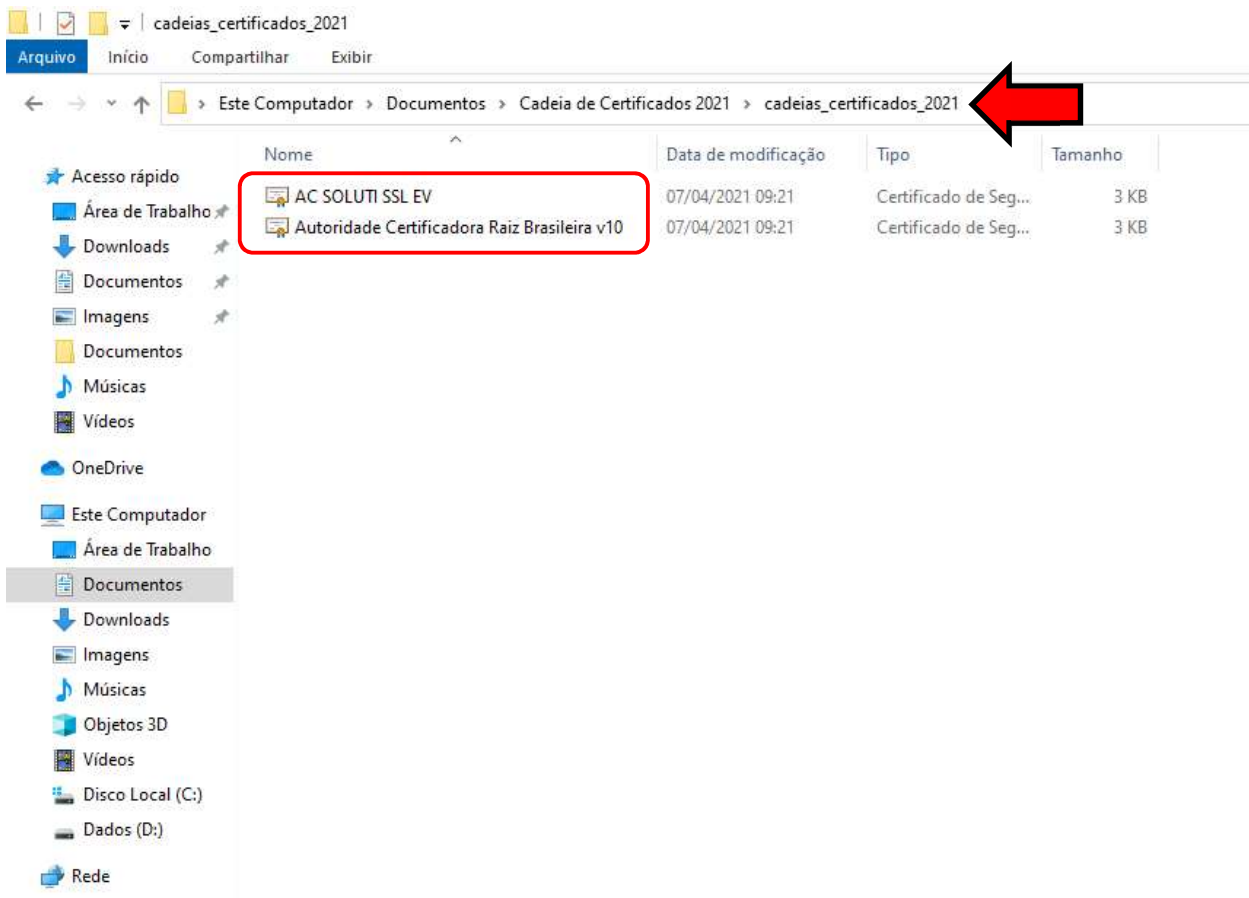 cadeias_certificados_2021
Arquivo Início Compartilhar Exibir
Este Computador > Documentos > Cadeia de Certificados 2021 > cadeias_certificados_2021
Nome Data de modificação Tipo Tamanho
AC SOLUTI SSL EV 07/04/2021 09:21 Certificado de Seg... 3 KB
Autoridade Certificadora Raiz Brasileira v10 07/04/2021 09:21 Certificado de Seg... 3 KB
Acesso rápido
Área de Trabalho
Downloads
Documentos
Imagens
Documentos
Músicas
Vídeos
OneDrive
Este Computador
Área de Trabalho
Documentos
Downloads
Imagens
Músicas
Objetos 3D
Vídeos
Disco Local (C:)
Dados (D:)
Rede